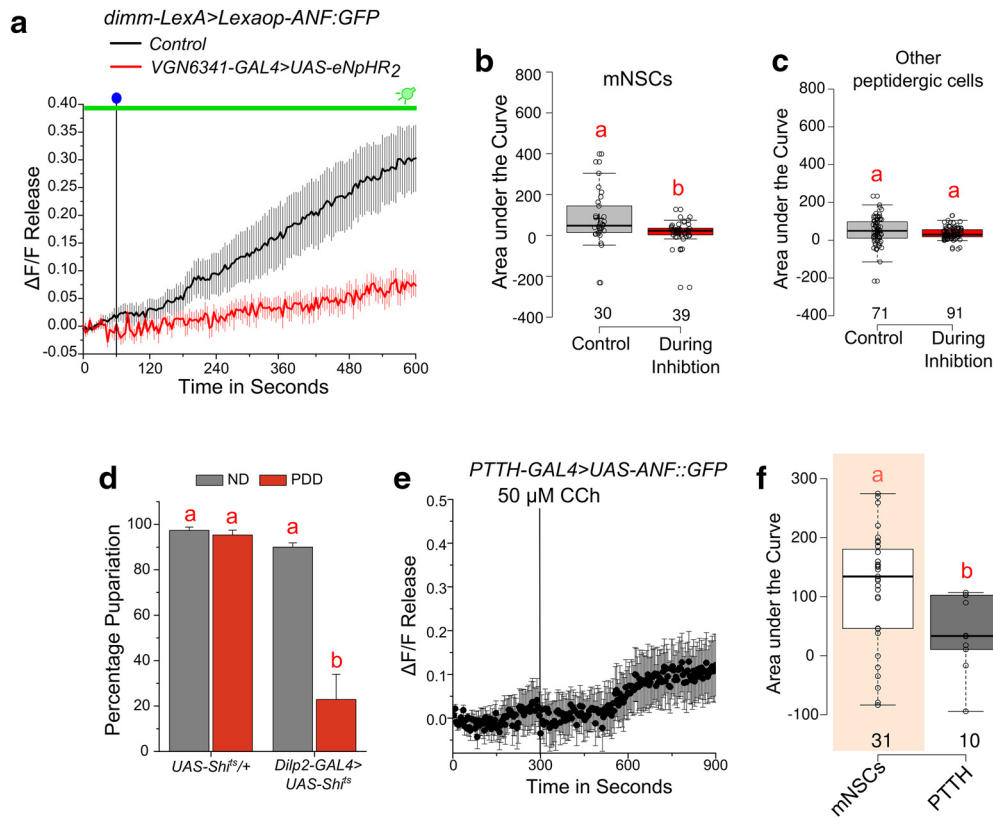 a
dimm-LexA>Lexaop-ANF:GFP
Control
VGN6341-GAL4>UAS-eNpHR2
ΔF/F Release
0.40
0.35
0.30
0.25
0.20
0.15
0.10
0.05
0.00
-0.05
0 120 240 360 480 600
Time in Seconds
b
mNSCs
Area under the Curve
800
600
400
200
0
-200
-400
a
b
30 39
Control During Inhibtion
c
Other
peptidergic cells
Area under the Curve
800
600
400
200
0
-200
-400
a a
71 91
Control During Inhibtion
d
ND PDD
Percentage Pupariation
100
80
60
40
20
0
a a a b
UAS-Shits/+ Dilp2-GAL4>
UAS-Shits
e
PTTH-GAL4>UAS-ANF::GFP
50 µM CCh
ΔF/F Release
0.5
0.4
0.3
0.2
0.1
0.0
0 300 600 900
Time in Seconds
f
Area under the Curve
300
200
100
0
-100
a
b
31 10
mNSCs PTTH